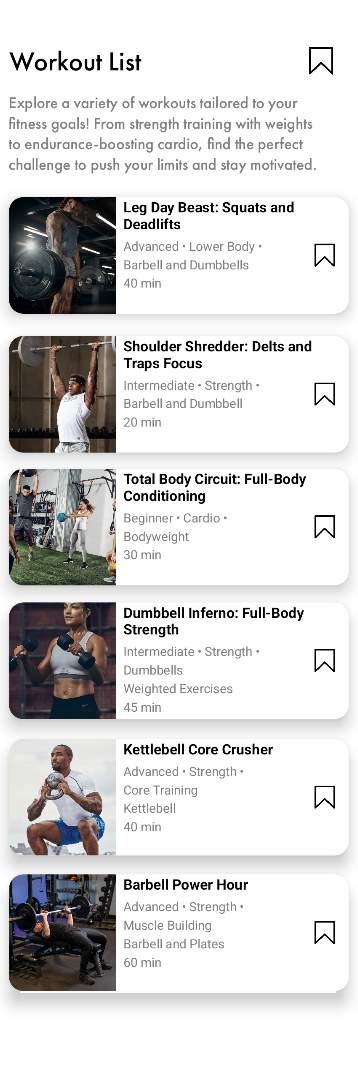 Workout List
Explore a variety of workouts tailored to your
fitness goals! From strength training with weights
to endurance-boosting cardio, find the perfect
challenge to push your limits and stay motivated.
Leg Day Beast: Squats and
Deadlifts
Advanced • Lower Body •
Barbell and Dumbbells
40 min
Shoulder Shredder: Delts and
Traps Focus
Intermediate • Strength •
Barbell and Dumbbell
20 min
Total Body Circuit: Full-Body
Conditioning
Beginner • Cardio •
Bodyweight
30 min
Dumbbell Inferno: Full-Body
Strength
Intermediate • Strength •
Dumbbells
Weighted Exercises
45 min
Kettlebell Core Crusher
Advanced • Strength •
Core Training
Kettlebell
40 min
Barbell Power Hour
Advanced • Strength •
Muscle Building
Barbell and Plates
60 min